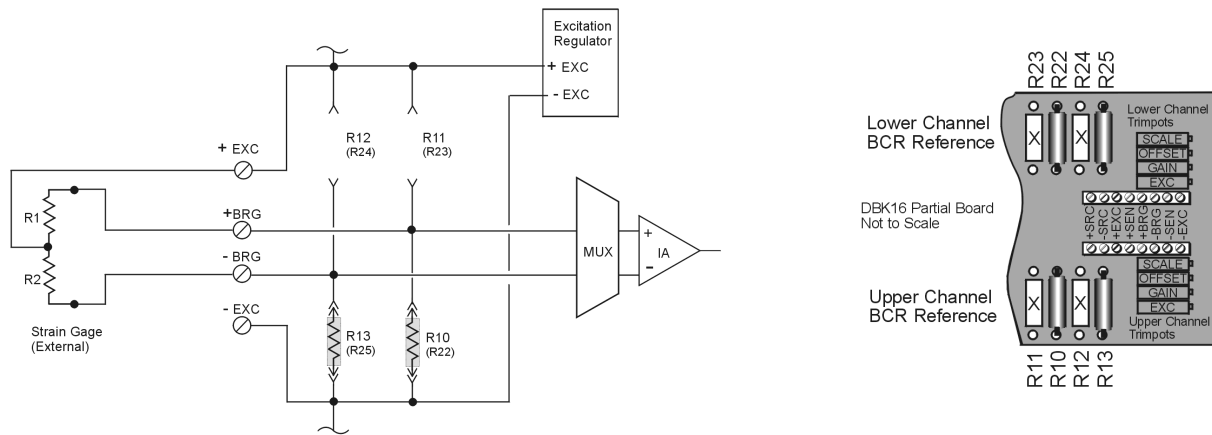 Excitation
Regulator
+ EXC
- EXC
R12
(R24)
R11
(R23)
+ EXC
R1
+BRG
MUX
+
IA
-
- BRG
R2
- EXC
Strain Gage
(External)
R13
(R25)
R10
(R22)
R23
R22
R24
R25
Lower Channel
BCR Reference
X
X
Lower Channel
Trimpots
SCALE
OFFSET
GAIN
EXC
DBK16 Partial Board
Not to Scale
+SRC
-SRC
+EXC
+SEN
+BRG
-BRG
-SEN
-EXC
Upper Channel
BCR Reference
X
X
SCALE
OFFSET
GAIN
EXC
Upper Channel
Trimpots
R11
R10
R12
R13